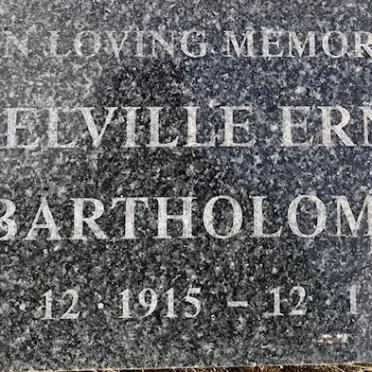 N LOVING MEMOR
ELVILLE ERN
BARTHOLOM
12 · 1915 – 12 · 1